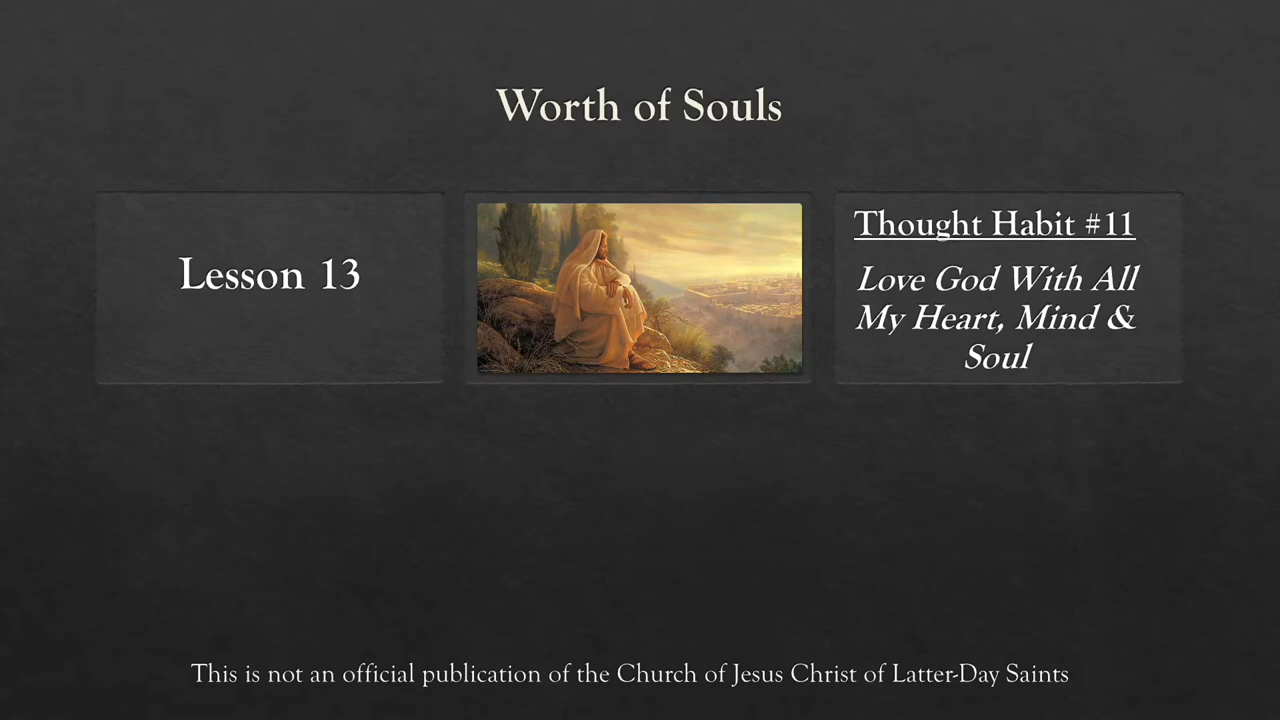 Worth of Souls
Lesson 13
Thought Habit #11
Love God With All
My Heart, Mind &
Soul
This is not an official publication of the Church of Jesus Christ of Latter-Day Saints